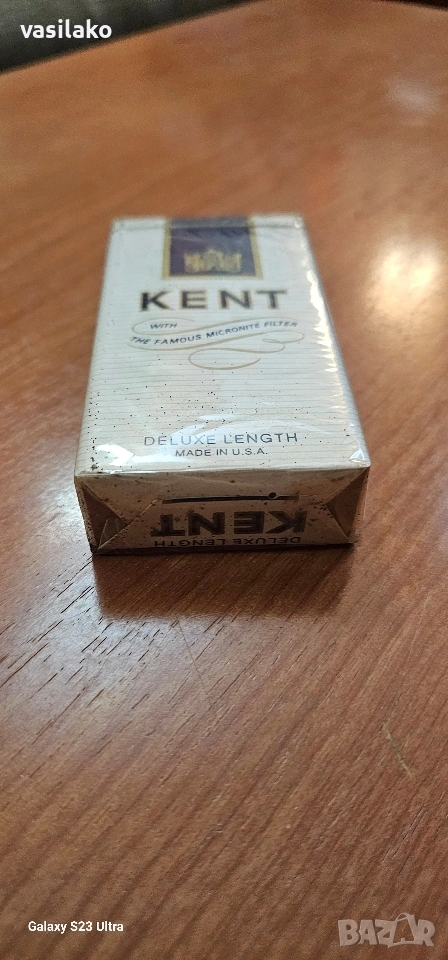 vasilako
KENT
WITH
THE FAMOUS MICRONITE FILTER
DELUXE LENGTH
MADE IN U.S.A.
KENT
DELUXE LENGTH
Galaxy S23 Ultra
BAZAR